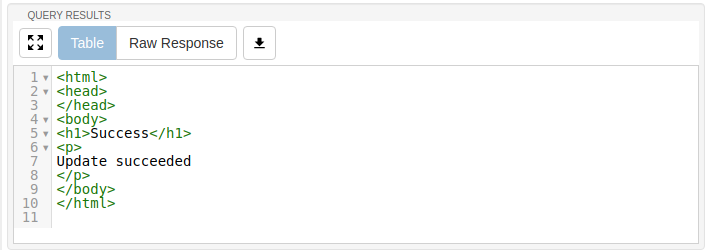 QUERY RESULTS
Table Raw Response
1 <html>
2 <head>
3 </head>
4 <body>
5 <h1>Success</h1>
6 <p>
7 Update succeeded
8 </p>
9 </body>
10 </html>
11